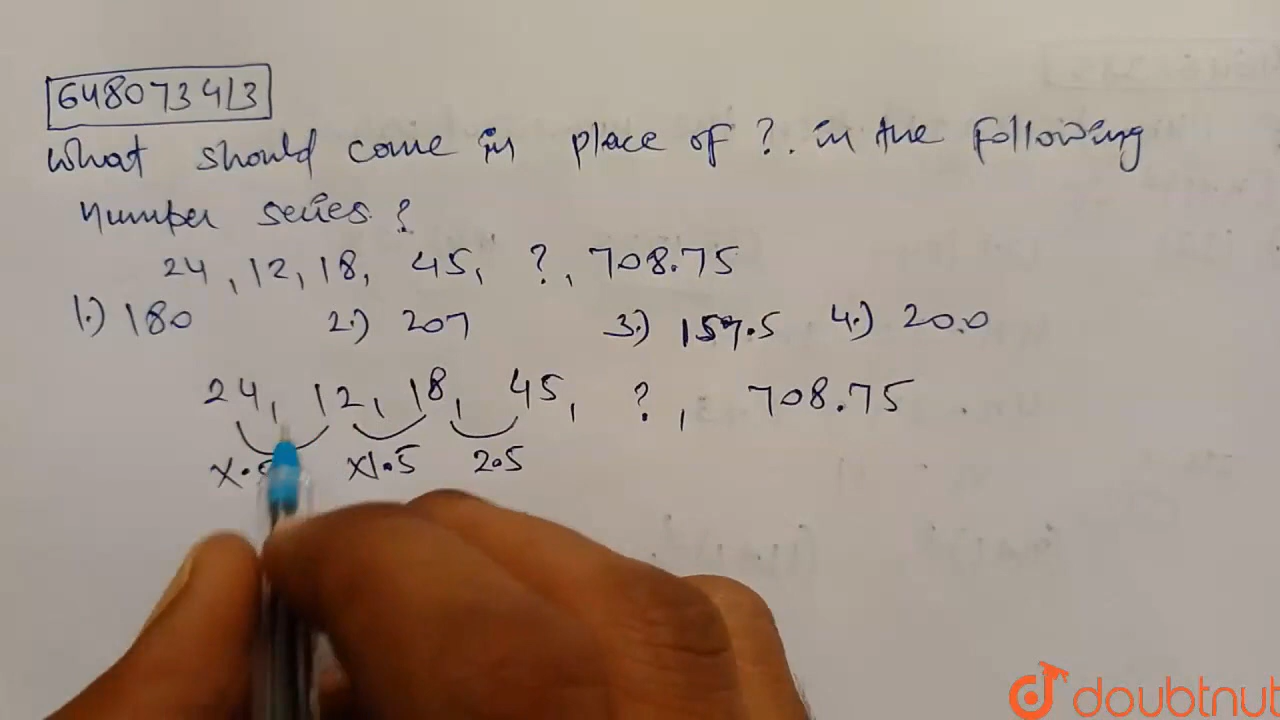 648073413
What should come in place of ?. in the following
number series ?
24, 12, 18, 45, ?, 708.75
1.) 180 2.) 207 3.) 157.5 4.) 20.0
24, 12, 18, 45, ?, 708.75
x.5 x1.5 2.5
doubtnut